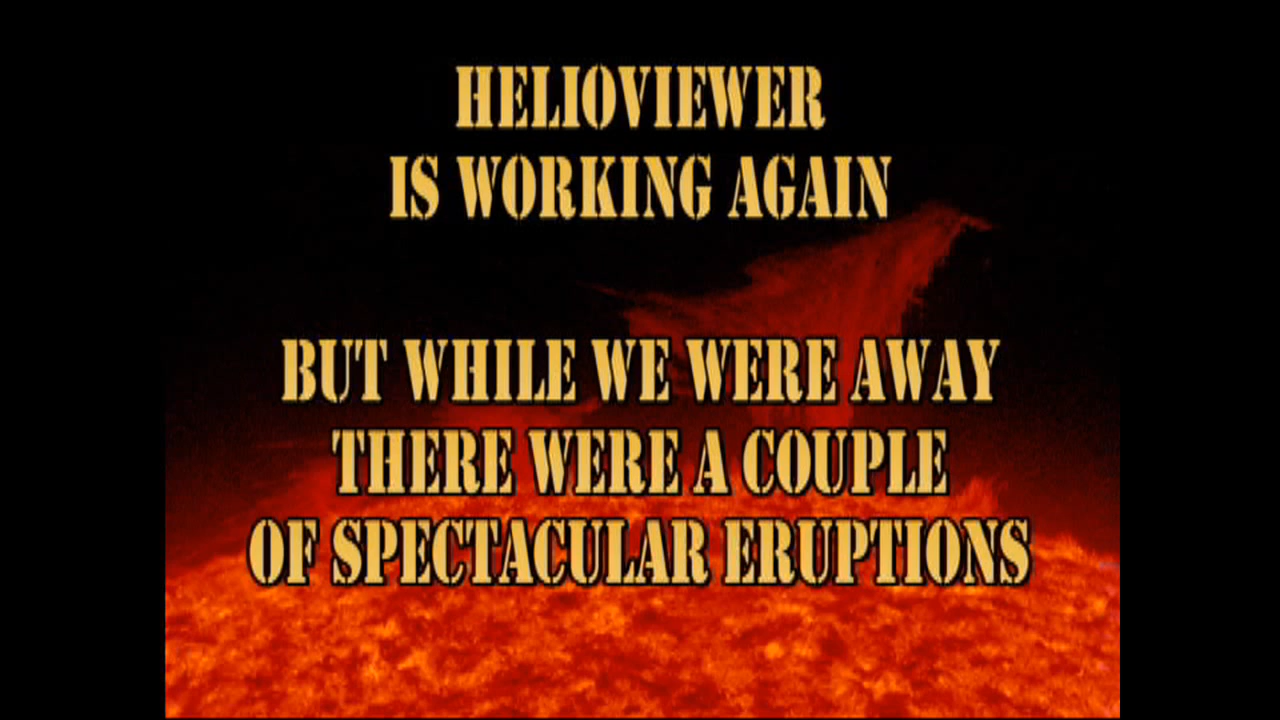 HELIOVIEWER
IS WORKING AGAIN
BUT WHILE WE WERE AWAY
THERE WERE A COUPLE
OF SPECTACULAR ERUPTIONS